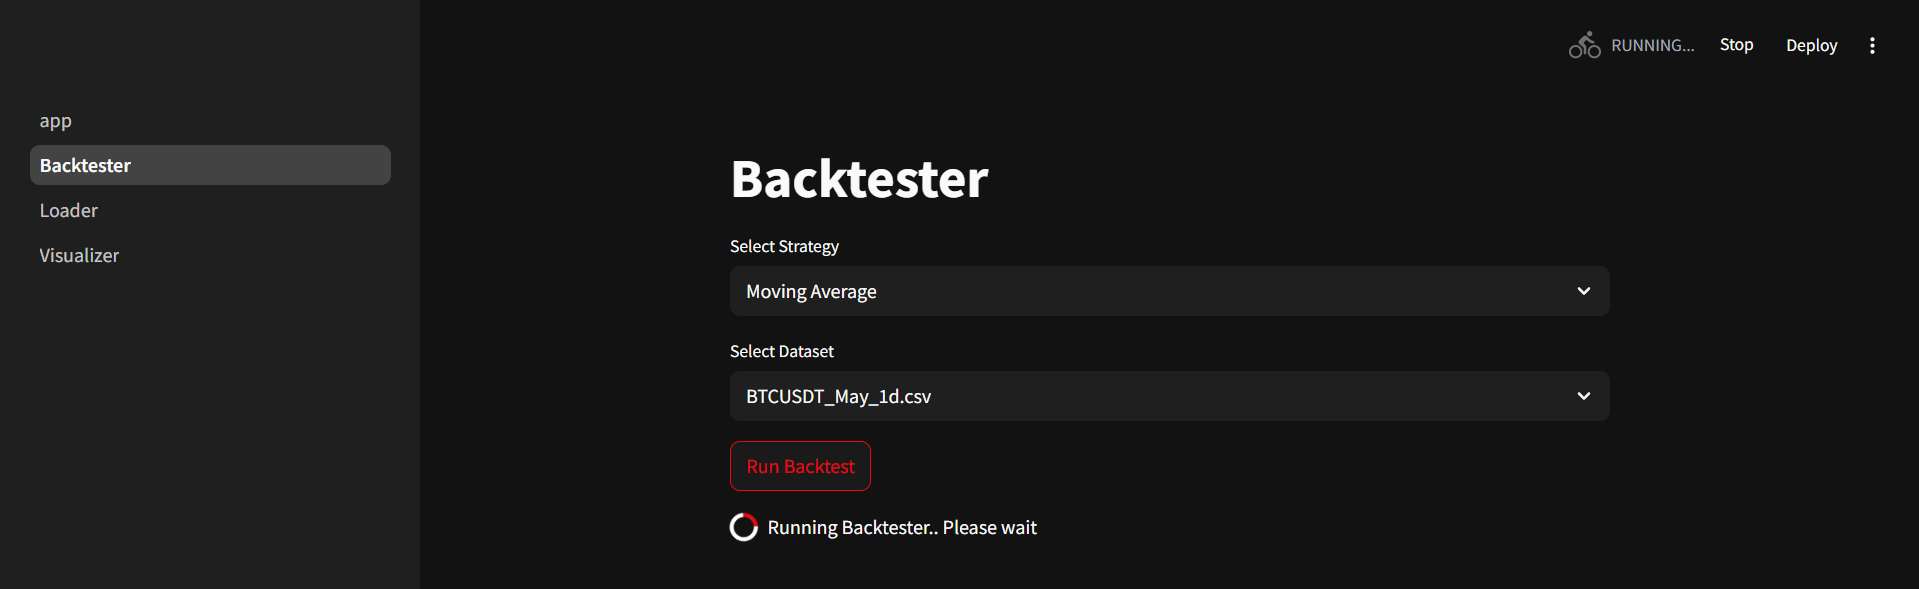 RUNNING...
Stop
Deploy
app
Backtester
Loader
Visualizer
Backtester
Select Strategy
Moving Average
Select Dataset
BTCUSDT_May_1d.csv
Run Backtest
Running Backtester.. Please wait